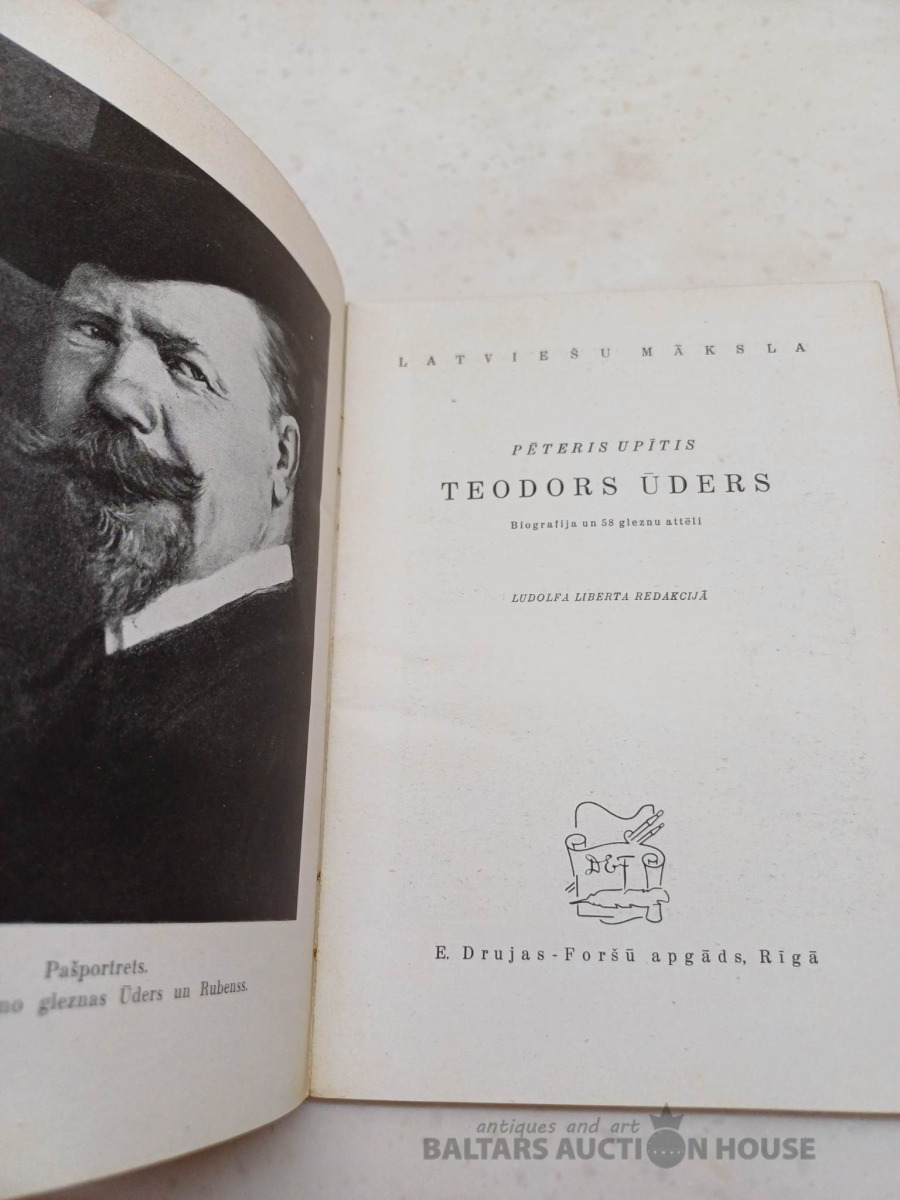 Pašportrets.
no gleznas Ūders un Rubenss.
LATVIEŠU MĀKSLA
PĒTERIS UPĪTIS
TEODORS ŪDERS
Biografija un 58 gleznu attēli
LUDOLFA LIBERTA REDAKCIJĀ
D&F
E. Drujas-Foršū apgāds, Rīgā
antiques and art
BALTARS AUCTION HOUSE